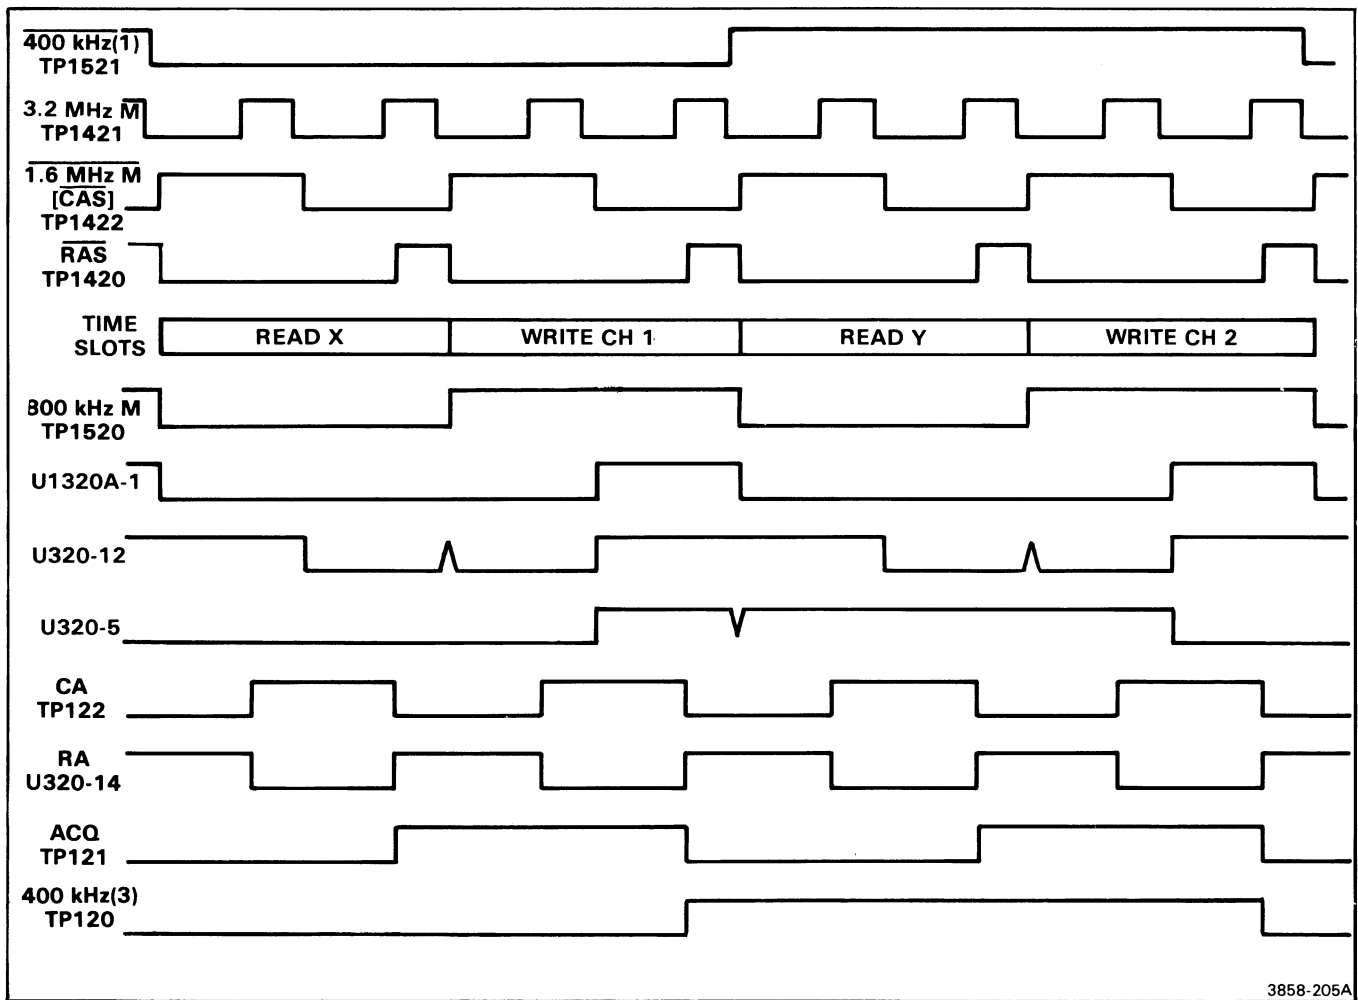 400 kHz(1)
TP1521
3.2 MHz M
TP1421
1.6 MHz M
[CAS]
TP1422
RAS
TP1420
TIME
SLOTS
READ X
WRITE CH 1
READ Y
WRITE CH 2
800 kHz M
TP1520
U1320A-1
U320-12
U320-5
CA
TP122
RA
U320-14
ACQ
TP121
400 kHz(3)
TP120
3858-205A